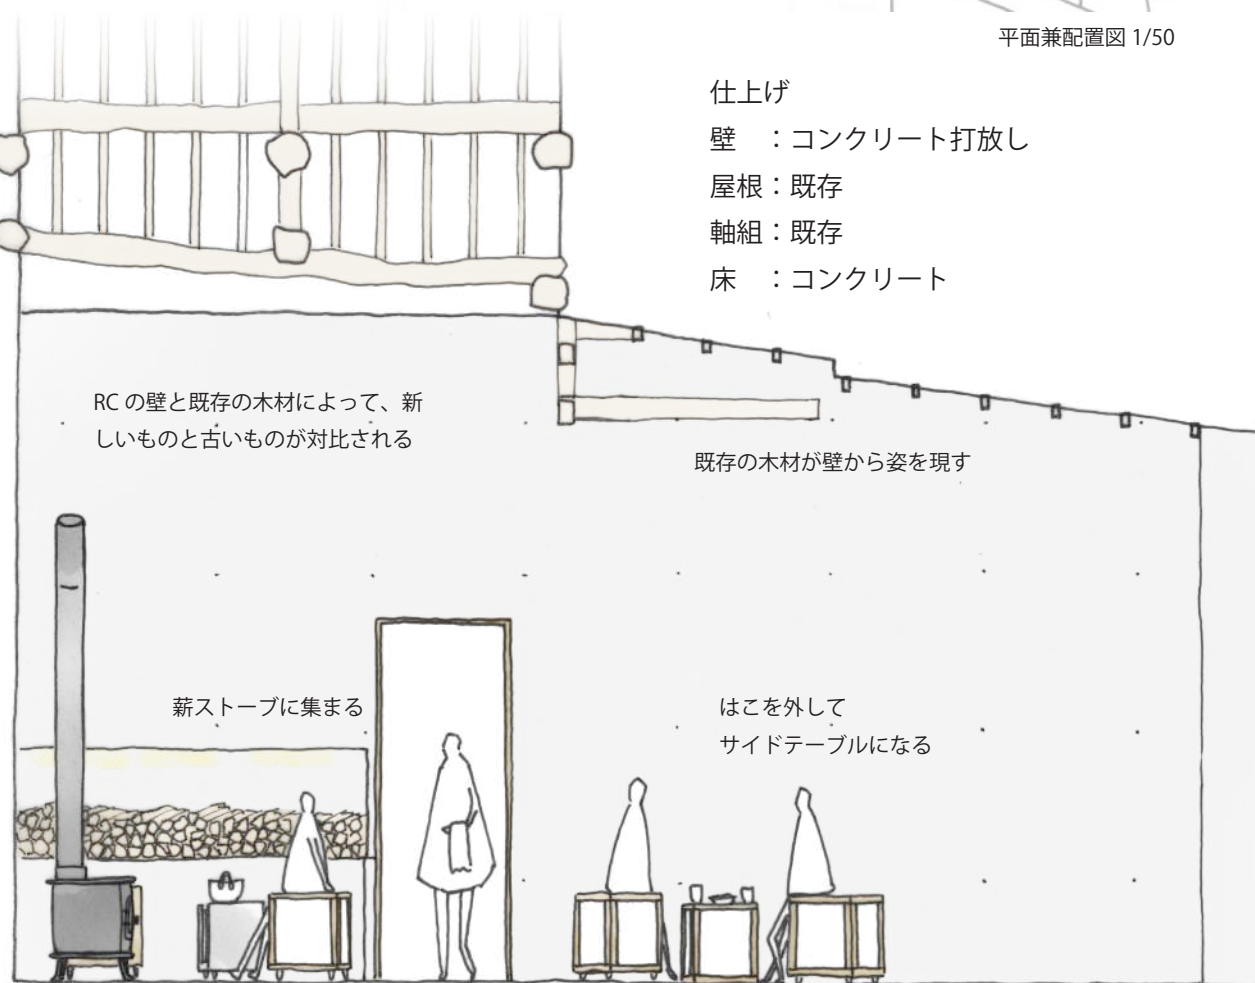 平面兼配置図 1/50
仕上げ
壁　：コンクリート打放し
屋根：既存
軸組：既存
床　：コンクリート
RC の壁と既存の木材によって、新
しいものと古いものが対比される
既存の木材が壁から姿を現す
薪ストーブに集まる
はこを外して
サイドテーブルになる